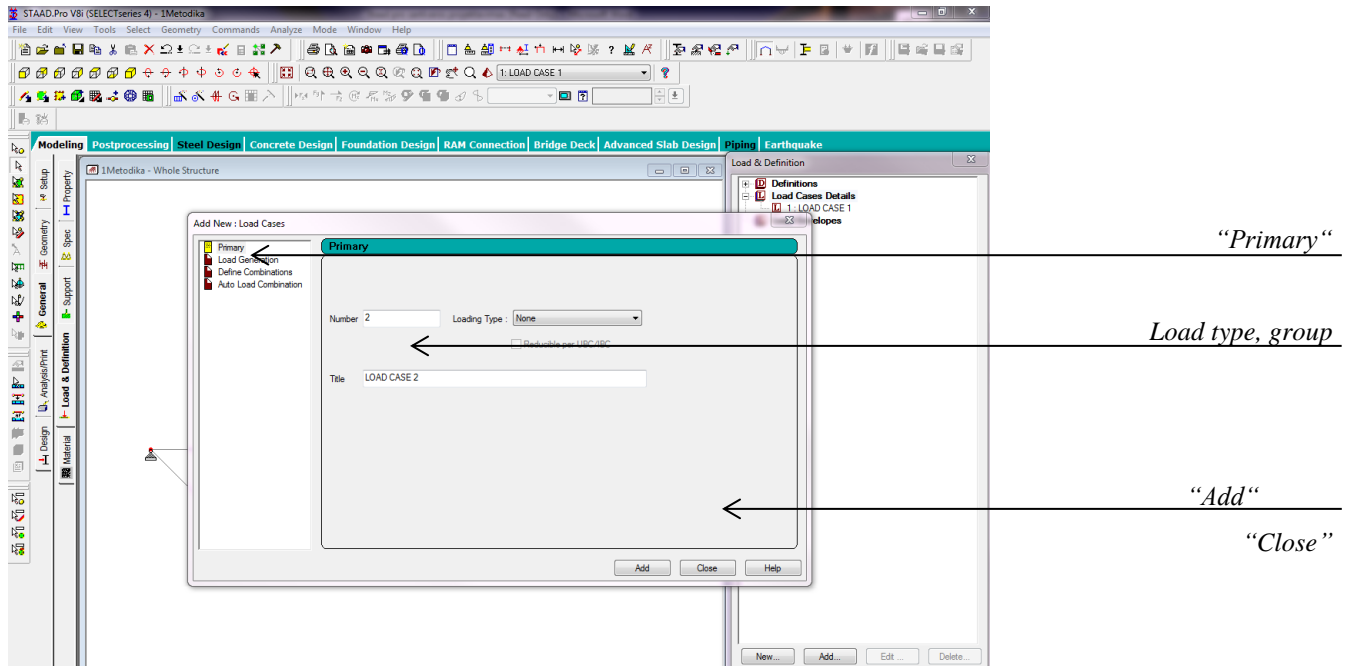 STAAD.Pro V8i (SELECTseries 4) - 1Metodika
File Edit View Tools Select Geometry Commands Analyze Mode Window Help
1: LOAD CASE 1
Modeling Postprocessing Steel Design Concrete Design Foundation Design RAM Connection Bridge Deck Advanced Slab Design Piping Earthquake
Setup
Geometry
General
Analysis/Print
Design
Property
Spec
Support
Load & Definition
Material
1Metodika - Whole Structure
Load & Definition
Definitions
Load Cases Details
1 : LOAD CASE 1
elopes
New...
Add...
Edit ...
Delete...
Add New : Load Cases
Primary
Load Generation
Define Combinations
Auto Load Combination
Primary
Number 2 Loading Type : None
Reducible per UBC/IBC
Title LOAD CASE 2
Add Close Help
“Primary“
Load type, group
“Add“
“Close”